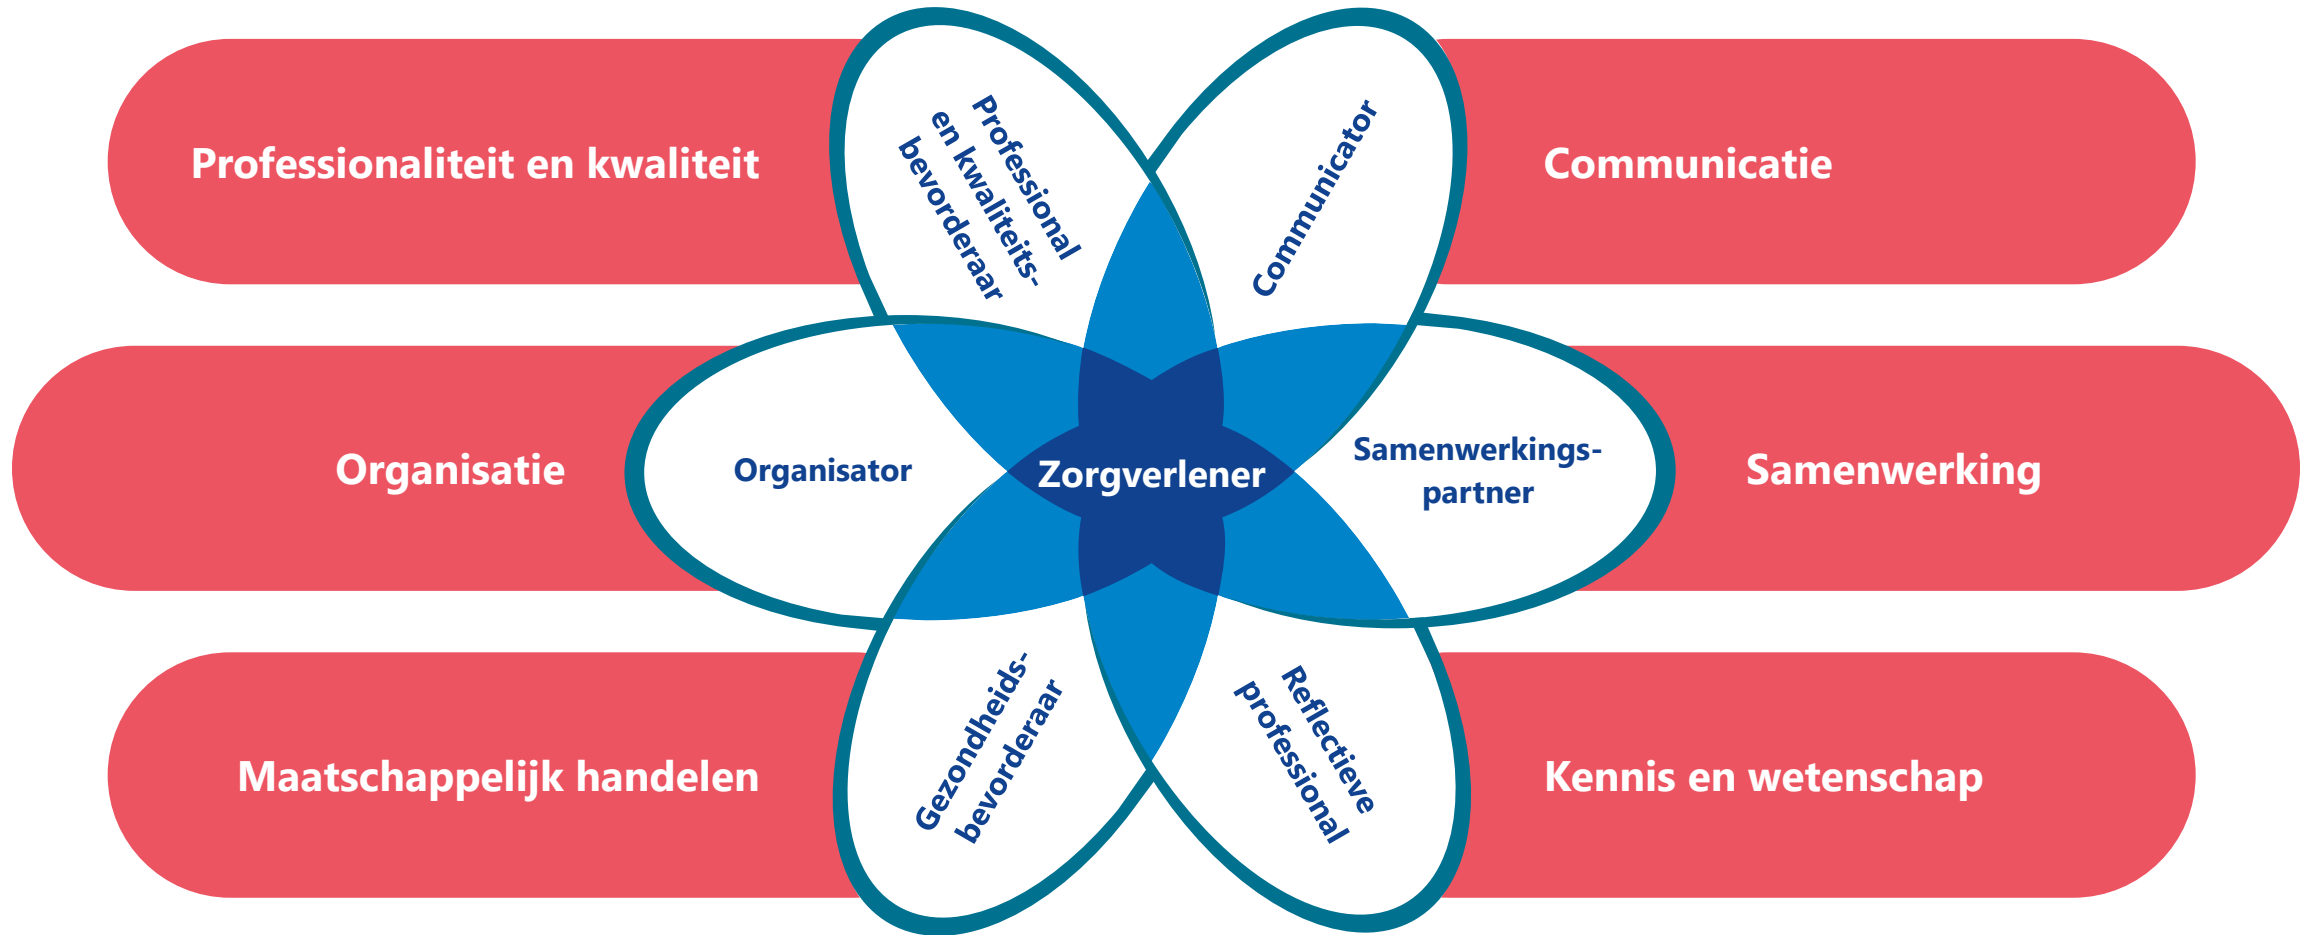 Professionaliteit en kwaliteit
Professional
en kwaliteits-
bevorderaar
Communicator
Communicatie
Organisatie
Organisator
Zorgverlener
Samenwerkings-
partner
Samenwerking
Maatschappelijk handelen
Gezondheids-
bevorderaar
Reflectieve
professional
Kennis en wetenschap